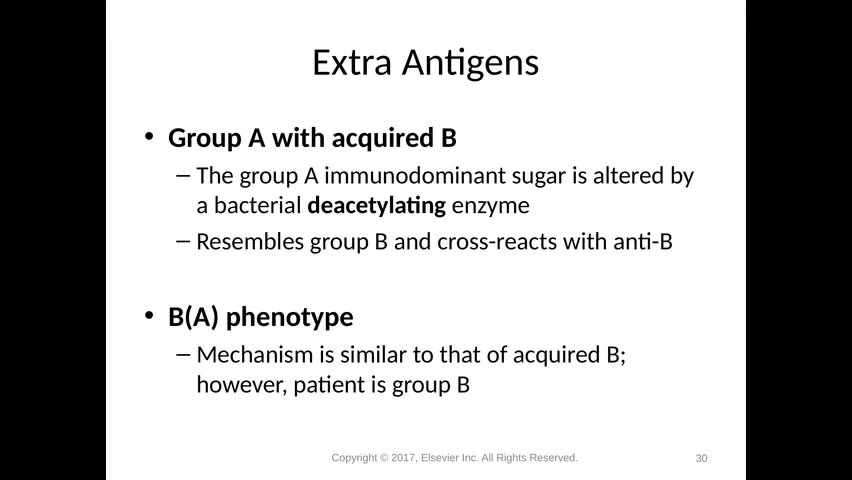 Extra Antigens
• Group A with acquired B
– The group A immunodominant sugar is altered by
a bacterial deacetylating enzyme
– Resembles group B and cross-reacts with anti-B
• B(A) phenotype
– Mechanism is similar to that of acquired B;
however, patient is group B
Copyright © 2017, Elsevier Inc. All Rights Reserved.
30